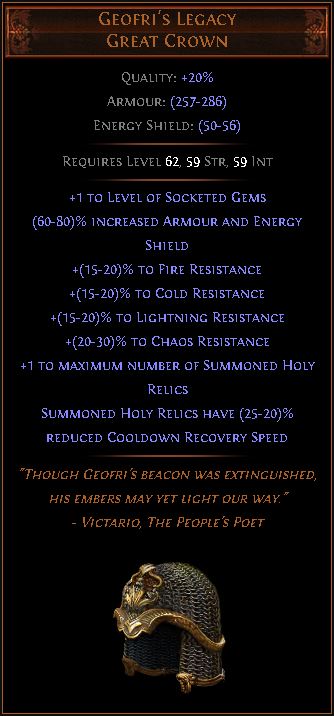 Geofri's Legacy
Great Crown
Quality: +20%
Armour: (257-286)
Energy Shield: (50-56)
Requires Level 62, 59 Str, 59 Int
+1 to Level of Socketed Gems
(60-80)% increased Armour and Energy
Shield
+(15-20)% to Fire Resistance
+(15-20)% to Cold Resistance
+(15-20)% to Lightning Resistance
+(20-30)% to Chaos Resistance
+1 to maximum number of Summoned Holy
Relics
Summoned Holy Relics have (25-20)%
reduced Cooldown Recovery Speed
"Though Geofri's beacon was extinguished,
his embers may yet light our way."
- Victario, The People's Poet